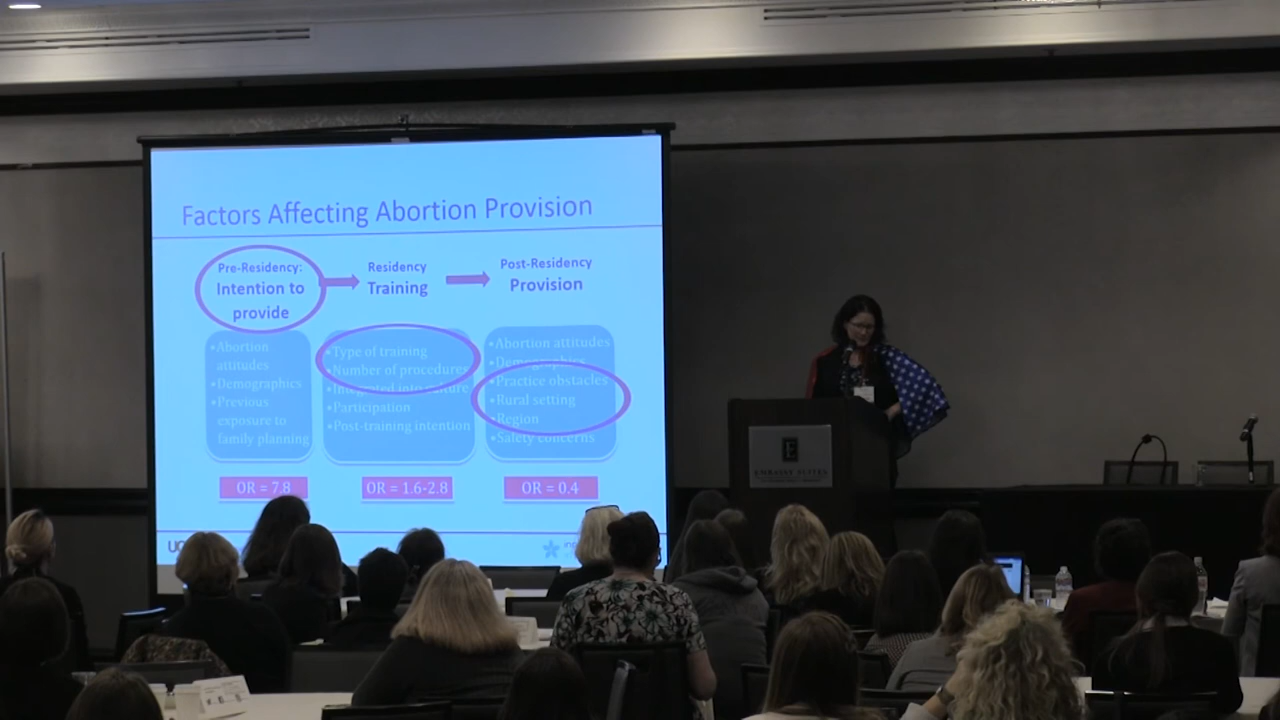 Factors Affecting Abortion Provision
Pre-Residency:
Intention to
provide
Residency
Training
Post-Residency
Provision
•Abortion
attitudes
•Demographics
•Previous
exposure to
family planning
•Type of training
•Number of procedures
•Integrated into culture
•Participation
•Post-training intention
•Abortion attitudes
•Demographics
•Practice obstacles
•Rural setting
•Region
•Safety concerns
OR = 7.8
OR = 1.6-2.8
OR = 0.4
E
EMBASSY SUITES